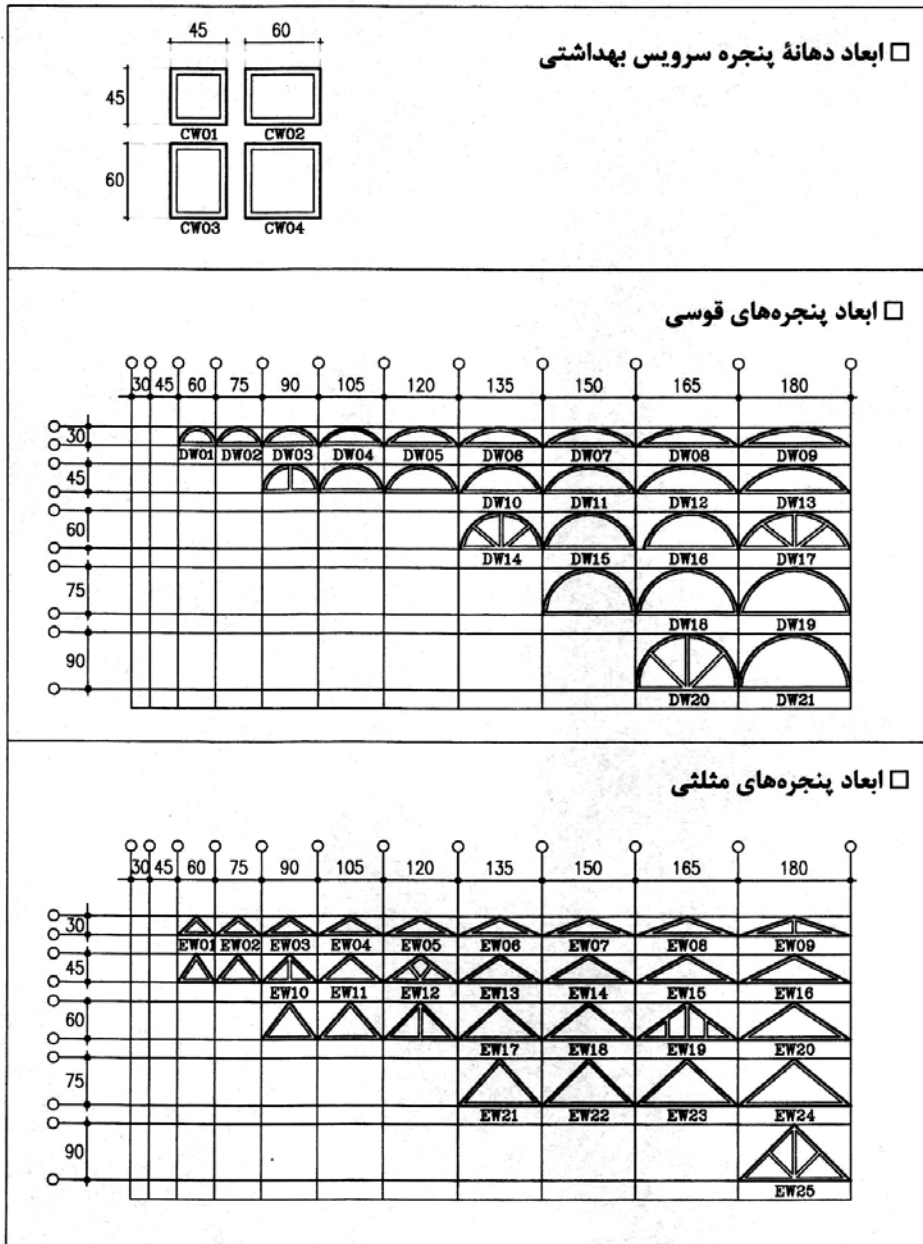 □ ابعاد دهانهٔ پنجره سرویس بهداشتی
45 60
45
CW01 CW02
60
CW03 CW04
□ ابعاد پنجره‌های قوسی
30 45 60 75 90 105 120 135 150 165 180
30
DW01 DW02 DW03 DW04 DW05 DW06 DW07 DW08 DW09
45
DW10 DW11 DW12 DW13
60
DW14 DW15 DW16 DW17
75
DW18 DW19
90
DW20 DW21
□ ابعاد پنجره‌های مثلثی
30 45 60 75 90 105 120 135 150 165 180
30
EW01 EW02 EW03 EW04 EW05 EW06 EW07 EW08 EW09
45
EW10 EW11 EW12 EW13 EW14 EW15 EW16
60
EW17 EW18 EW19 EW20
75
EW21 EW22 EW23 EW24
90
EW25